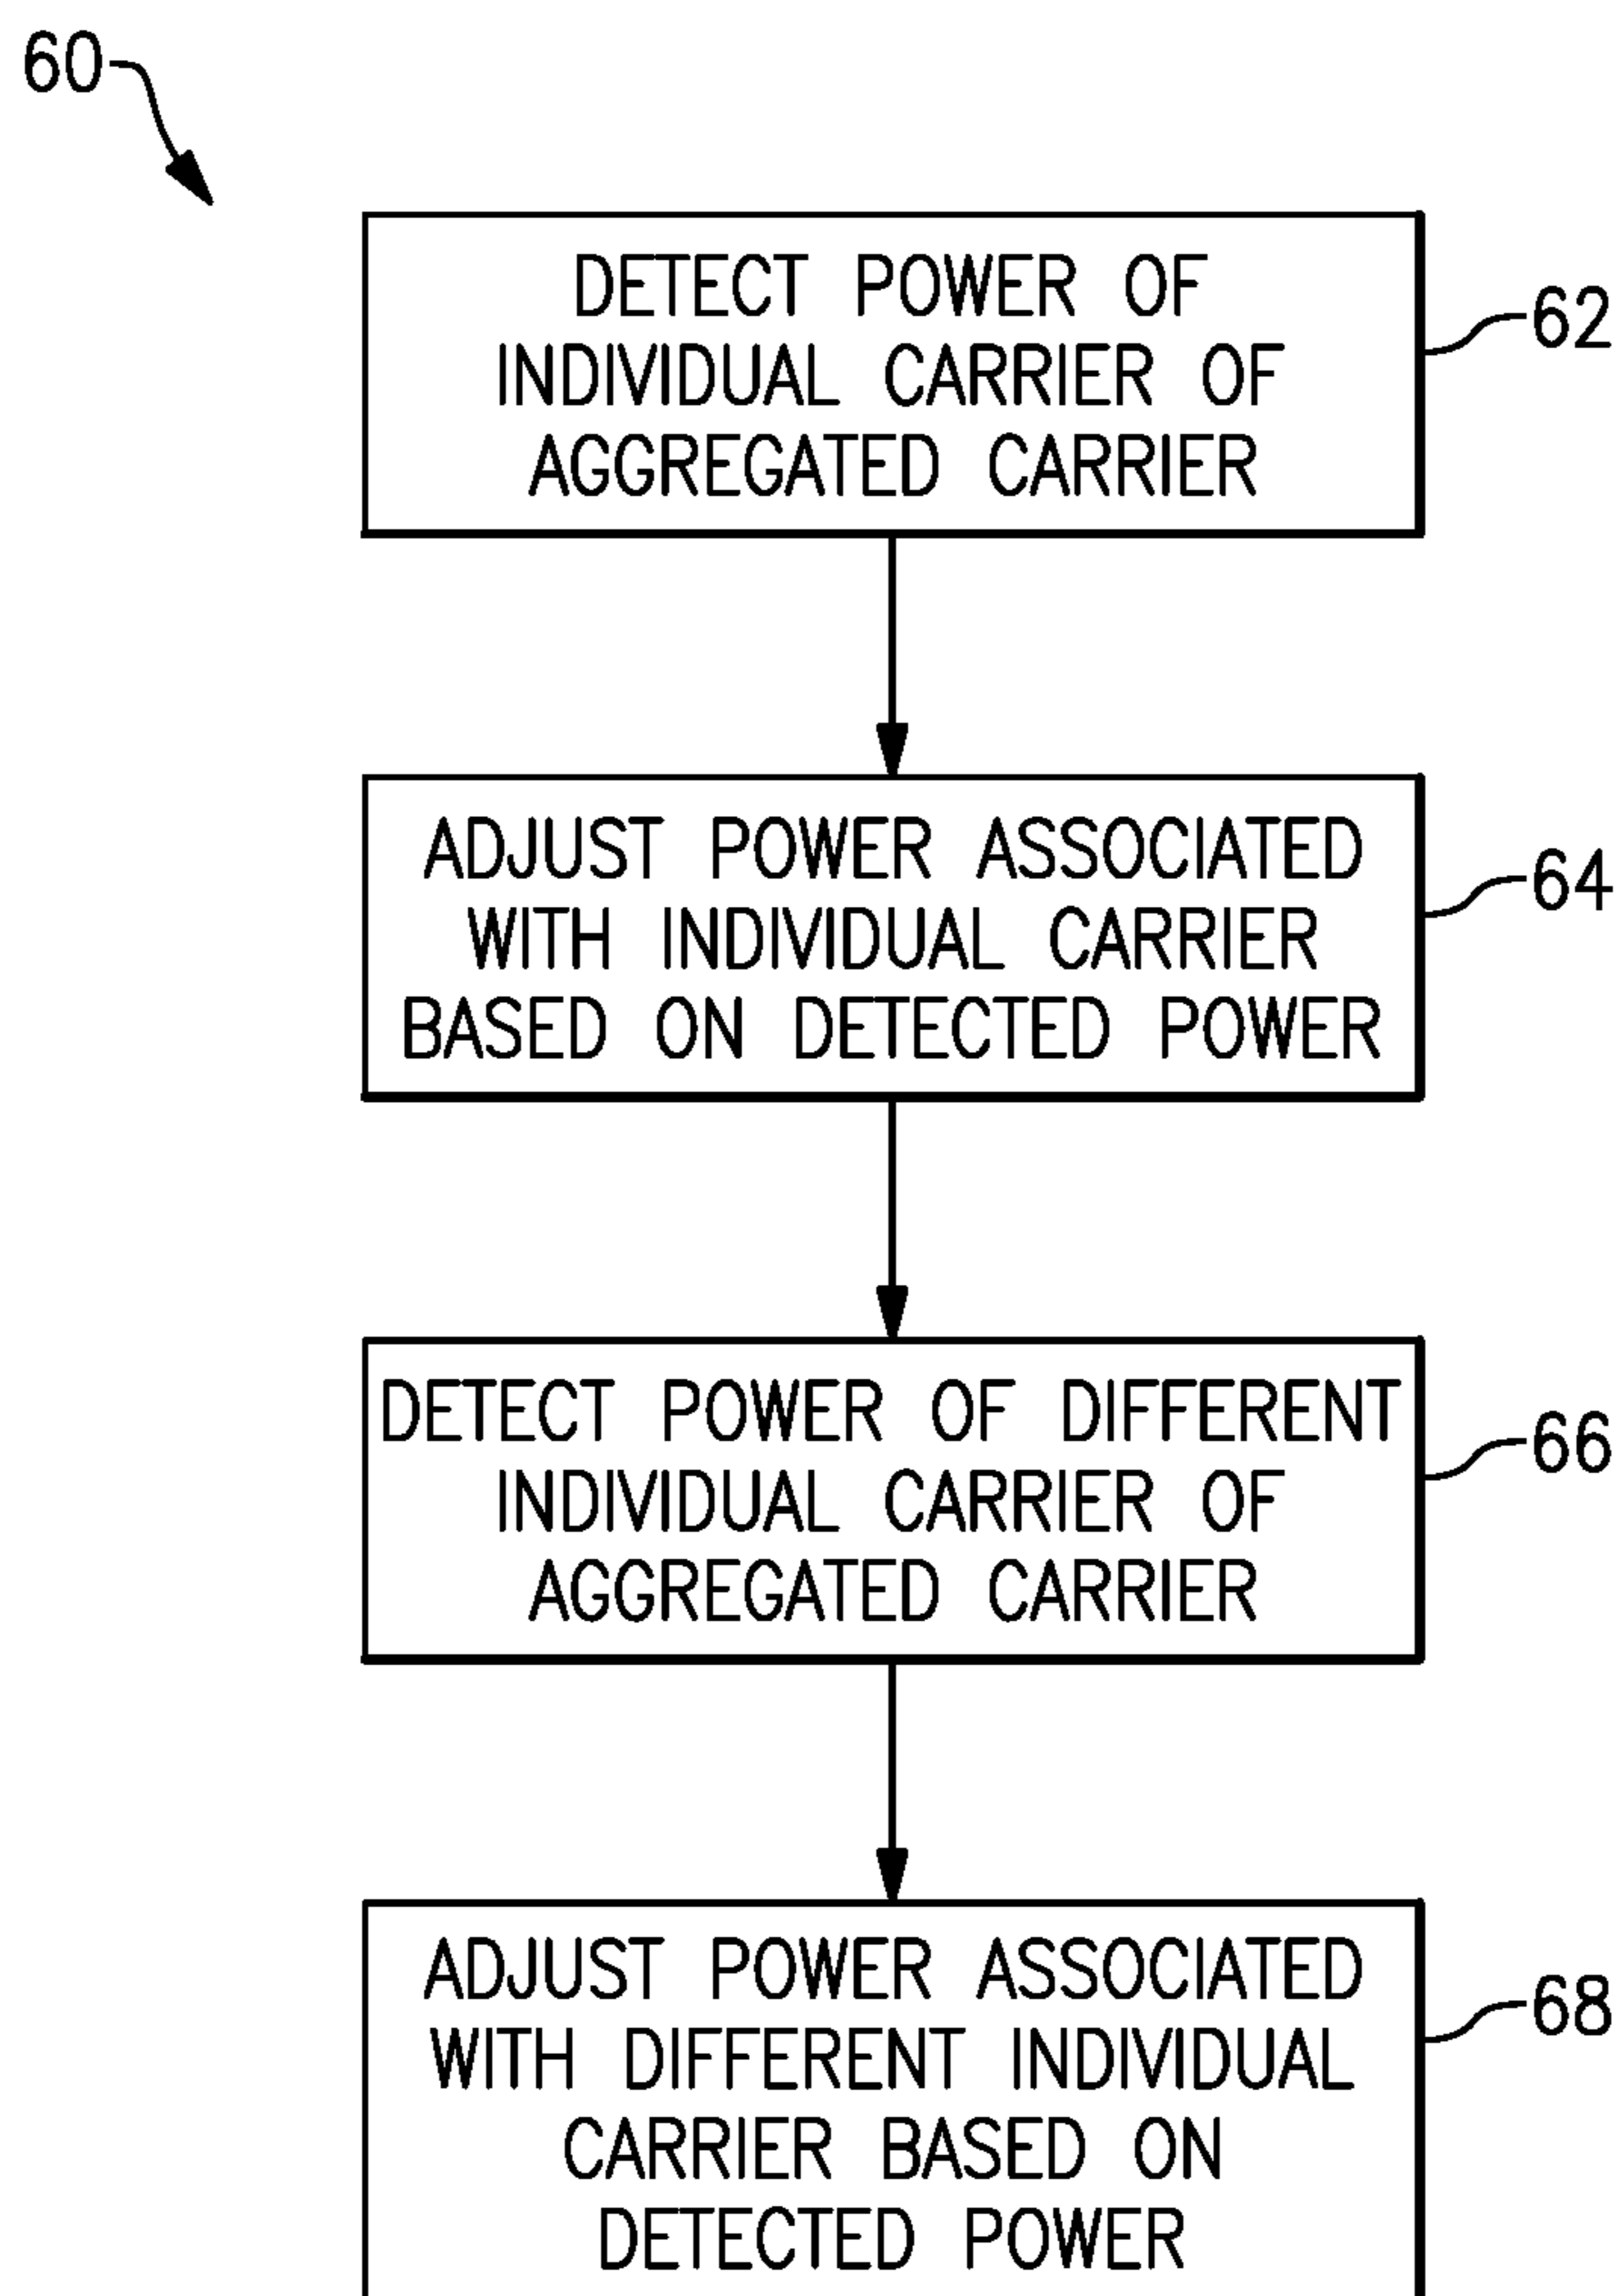 60
DETECT POWER OF
INDIVIDUAL CARRIER OF
AGGREGATED CARRIER
62
ADJUST POWER ASSOCIATED
WITH INDIVIDUAL CARRIER
BASED ON DETECTED POWER
64
DETECT POWER OF DIFFERENT
INDIVIDUAL CARRIER OF
AGGREGATED CARRIER
66
ADJUST POWER ASSOCIATED
WITH DIFFERENT INDIVIDUAL
CARRIER BASED ON
DETECTED POWER
68